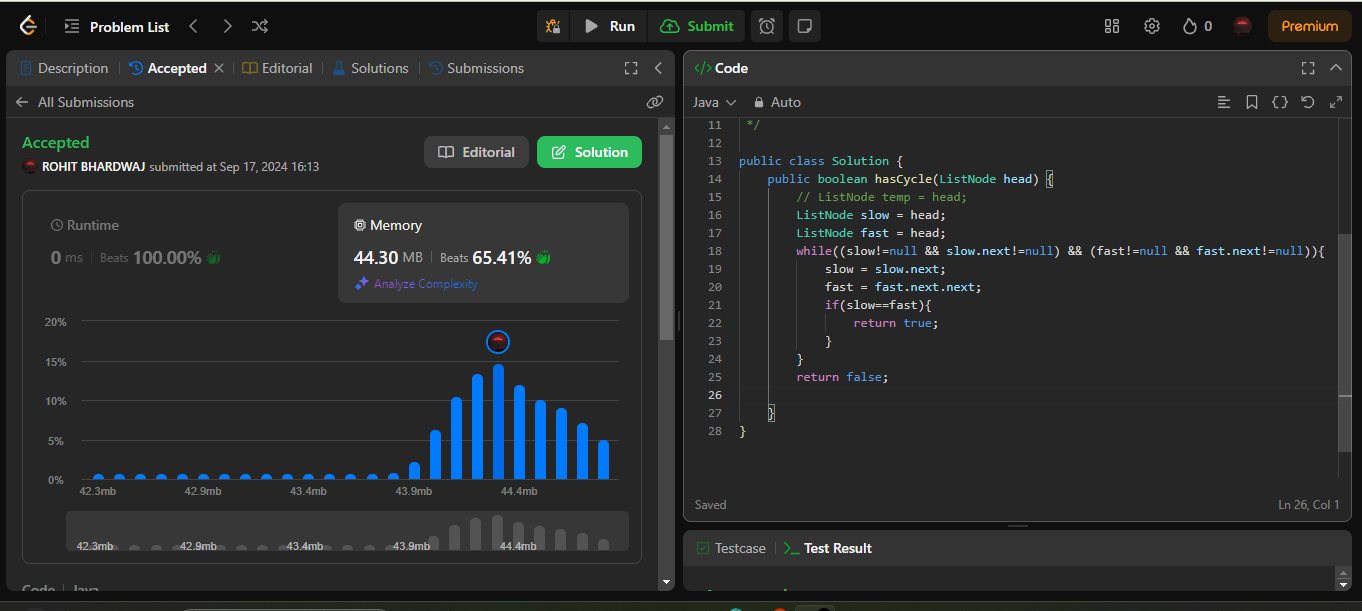 Problem List
Run
Submit
0
Premium
Description
Accepted
Editorial
Solutions
Submissions
All Submissions
Accepted
ROHIT BHARDWAJ submitted at Sep 17, 2024 16:13
Editorial
Solution
Runtime
0 ms
Beats 100.00%
Memory
44.30 MB
Beats 65.41%
Analyze Complexity
20%
15%
10%
5%
0%
42.3mb 42.9mb 43.4mb 43.9mb 44.4mb
42.3mb 42.9mb 43.4mb 43.9mb 44.4mb
Code | Java
</> Code
Java
Auto
11 */
12
13 public class Solution {
14 public boolean hasCycle(ListNode head) {
15 // ListNode temp = head;
16 ListNode slow = head;
17 ListNode fast = head;
18 while((slow!=null && slow.next!=null) && (fast!=null && fast.next!=null)){
19 slow = slow.next;
20 fast = fast.next.next;
21 if(slow==fast){
22 return true;
23 }
24 }
25 return false;
26
27 }
28 }
Saved
Ln 26, Col 1
Testcase
Test Result